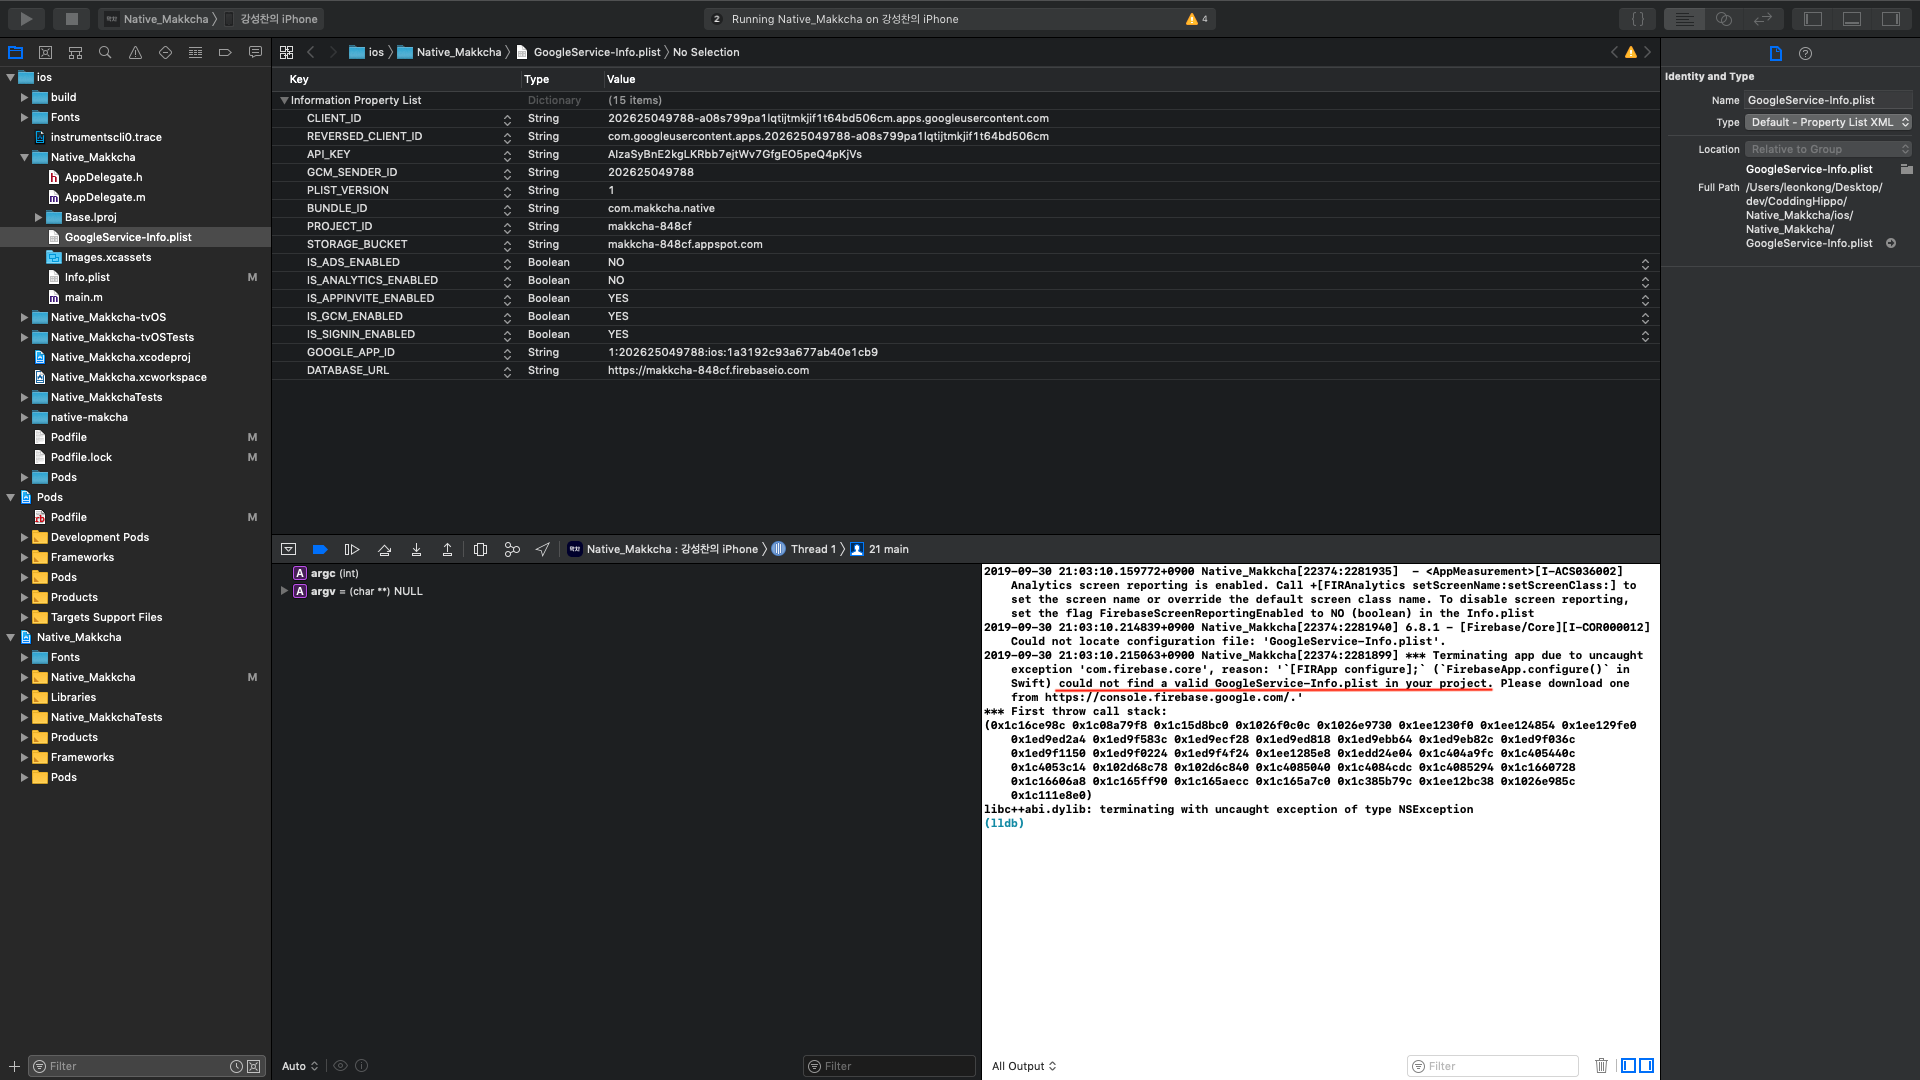 Native_Makkcha 〉 강성찬의 iPhone
2 Running Native_Makkcha on 강성찬의 iPhone 4
ios 〉 Native_Makkcha 〉 GoogleService-Info.plist 〉 No Selection
ios
build
Fonts
instrumentscli0.trace
Native_Makkcha
AppDelegate.h
AppDelegate.m
Base.lproj
GoogleService-Info.plist
Images.xcassets
Info.plist M
main.m
Native_Makkcha-tvOS
Native_Makkcha-tvOSTests
Native_Makkcha.xcodeproj
Native_Makkcha.xcworkspace
Native_MakkchaTests
native-makcha
Podfile M
Podfile.lock M
Pods
Pods
Podfile M
Development Pods
Frameworks
Pods
Products
Targets Support Files
Native_Makkcha
Fonts
Native_Makkcha M
Libraries
Native_MakkchaTests
Products
Frameworks
Pods
Filter
Key Type Value
Information Property List Dictionary (15 items)
CLIENT_ID String 202625049788-a08s799pa1lqtijtmkjif1t64bd506cm.apps.googleusercontent.com
REVERSED_CLIENT_ID String com.googleusercontent.apps.202625049788-a08s799pa1lqtijtmkjif1t64bd506cm
API_KEY String AIzaSyBnE2kgLKRbb7ejtWv7GfgEO5peQ4pKjVs
GCM_SENDER_ID String 202625049788
PLIST_VERSION String 1
BUNDLE_ID String com.makkcha.native
PROJECT_ID String makkcha-848cf
STORAGE_BUCKET String makkcha-848cf.appspot.com
IS_ADS_ENABLED Boolean NO
IS_ANALYTICS_ENABLED Boolean NO
IS_APPINVITE_ENABLED Boolean YES
IS_GCM_ENABLED Boolean YES
IS_SIGNIN_ENABLED Boolean YES
GOOGLE_APP_ID String 1:202625049788:ios:1a3192c93a677ab40e1cb9
DATABASE_URL String https://makkcha-848cf.firebaseio.com
Native_Makkcha : 강성찬의 iPhone 〉 Thread 1 〉 21 main
A argc (int)
A argv = (char **) NULL
Auto
Filter
2019-09-30 21:03:10.159772+0900 Native_Makkcha[22374:2281935]  - <AppMeasurement>[I-ACS036002]
Analytics screen reporting is enabled. Call +[FIRAnalytics setScreenName:setScreenClass:] to
set the screen name or override the default screen class name. To disable screen reporting,
set the flag FirebaseScreenReportingEnabled to NO (boolean) in the Info.plist
2019-09-30 21:03:10.214839+0900 Native_Makkcha[22374:2281940] 6.8.1 - [Firebase/Core][I-COR000012]
Could not locate configuration file: 'GoogleService-Info.plist'.
2019-09-30 21:03:10.215063+0900 Native_Makkcha[22374:2281899] *** Terminating app due to uncaught
exception 'com.firebase.core', reason: '`[FIRApp configure];` (`FirebaseApp.configure()` in
Swift) could not find a valid GoogleService-Info.plist in your project. Please download one
from https://console.firebase.google.com/.'
*** First throw call stack:
(0x1c16ce98c 0x1c08a79f8 0x1c15d8bc0 0x1026f0c0c 0x1026e9730 0x1ee1230f0 0x1ee124854 0x1ee129fe0
0x1ed9ed2a4 0x1ed9f583c 0x1ed9ecf28 0x1ed9ed818 0x1ed9ebb64 0x1ed9eb82c 0x1ed9f036c
0x1ed9f1150 0x1ed9f0224 0x1ed9f4f24 0x1ee1285e8 0x1edd24e04 0x1c404a9fc 0x1c405440c
0x1c4053c14 0x102d68c78 0x102d6c840 0x1c4085040 0x1c4084cdc 0x1c4085294 0x1c1660728
0x1c16606a8 0x1c165ff90 0x1c165aecc 0x1c165a7c0 0x1c385b79c 0x1ee12bc38 0x1026e985c
0x1c111e8e0)
libc++abi.dylib: terminating with uncaught exception of type NSException
(lldb)
All Output
Filter
Identity and Type
Name GoogleService-Info.plist
Type Default - Property List XML
Location Relative to Group
GoogleService-Info.plist
Full Path /Users/leonkong/Desktop/
dev/CoddingHippo/
Native_Makkcha/ios/
Native_Makkcha/
GoogleService-Info.plist